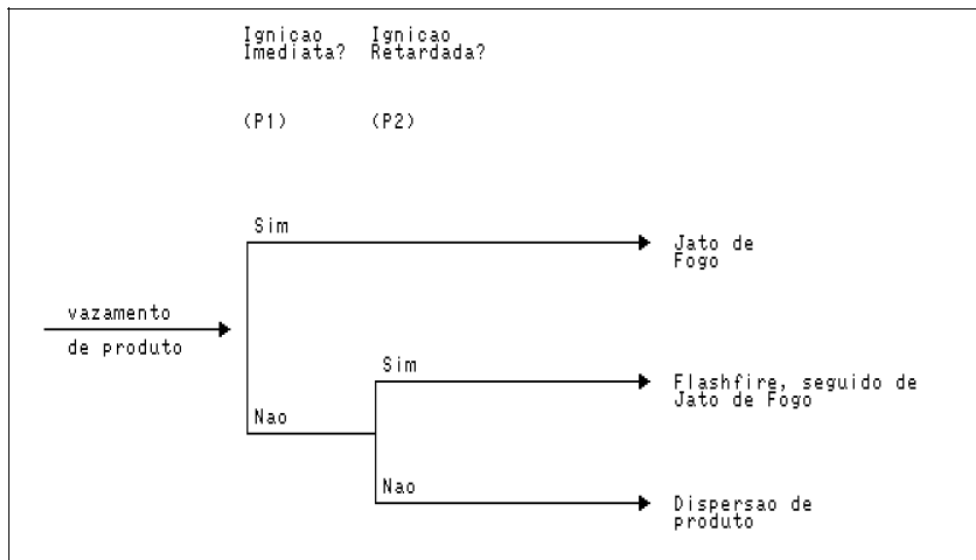 Ignicao
Imediata?
Ignicao
Retardada?
(P1)
(P2)
Sim
Jato de
Fogo
vazamento
de produto
Sim
Flashfire, seguido de
Jato de Fogo
Nao
Nao
Dispersao de
produto